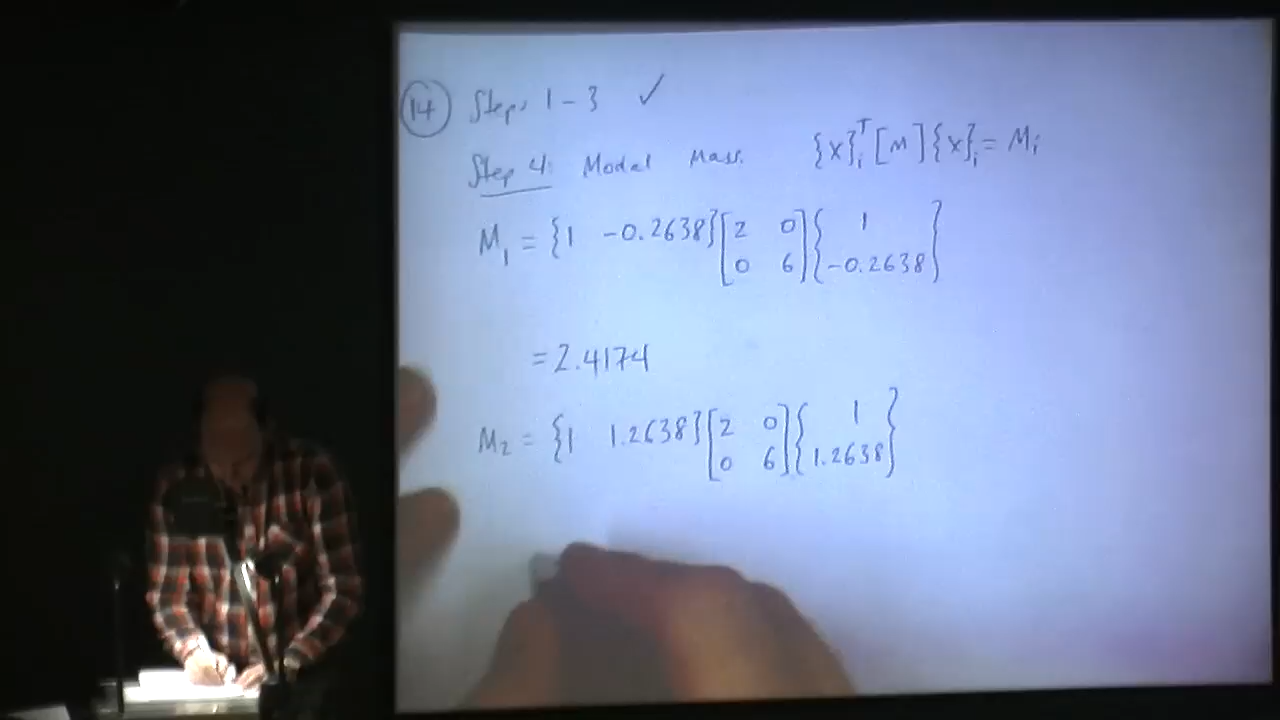 14 Steps 1-3 ✓
Step 4: Modal Mass. {x}ᵢᵀ[M]{x}ᵢ = Mᵢ
M₁ = {1 -0.2638}[2 0; 0 6]{1; -0.2638}
= 2.4174
M₂ = {1 1.2638}[2 0; 0 6]{1; 1.2638}